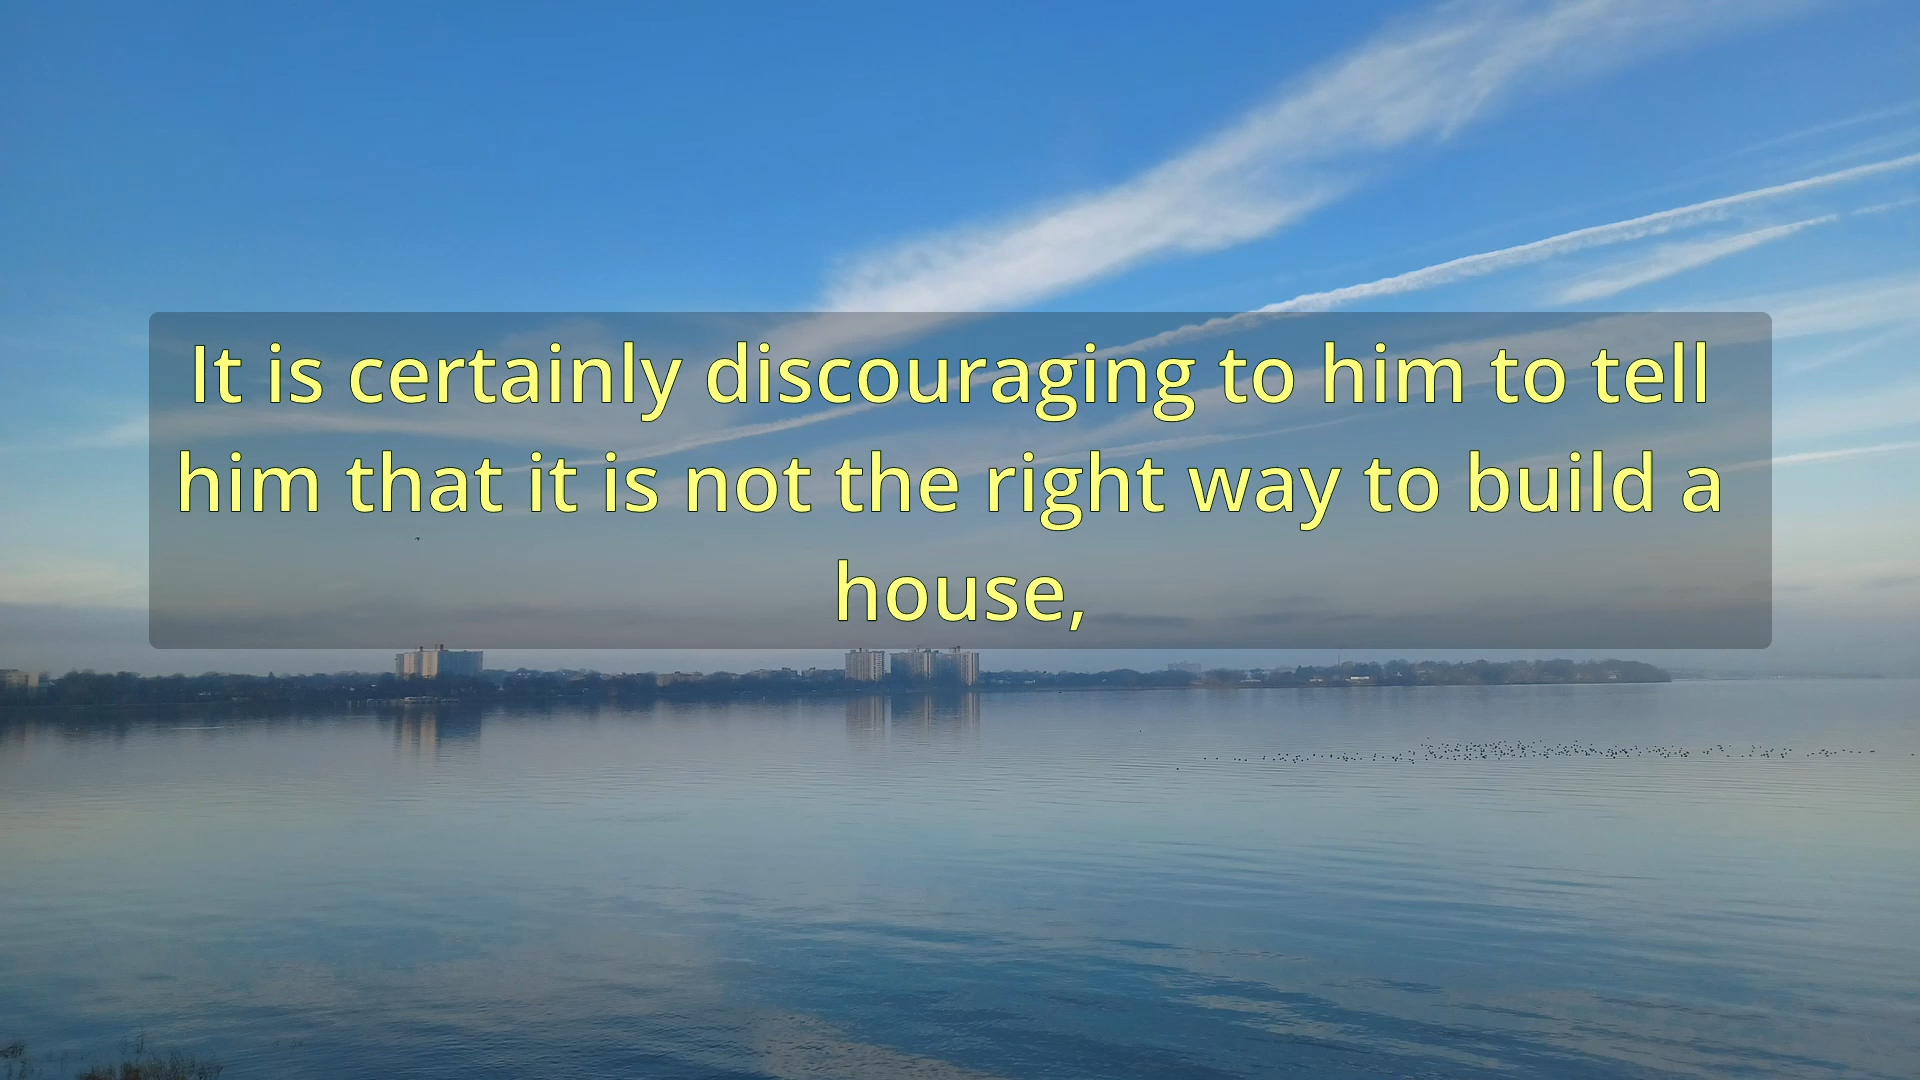 It is certainly discouraging to him to tell
him that it is not the right way to build a
house,